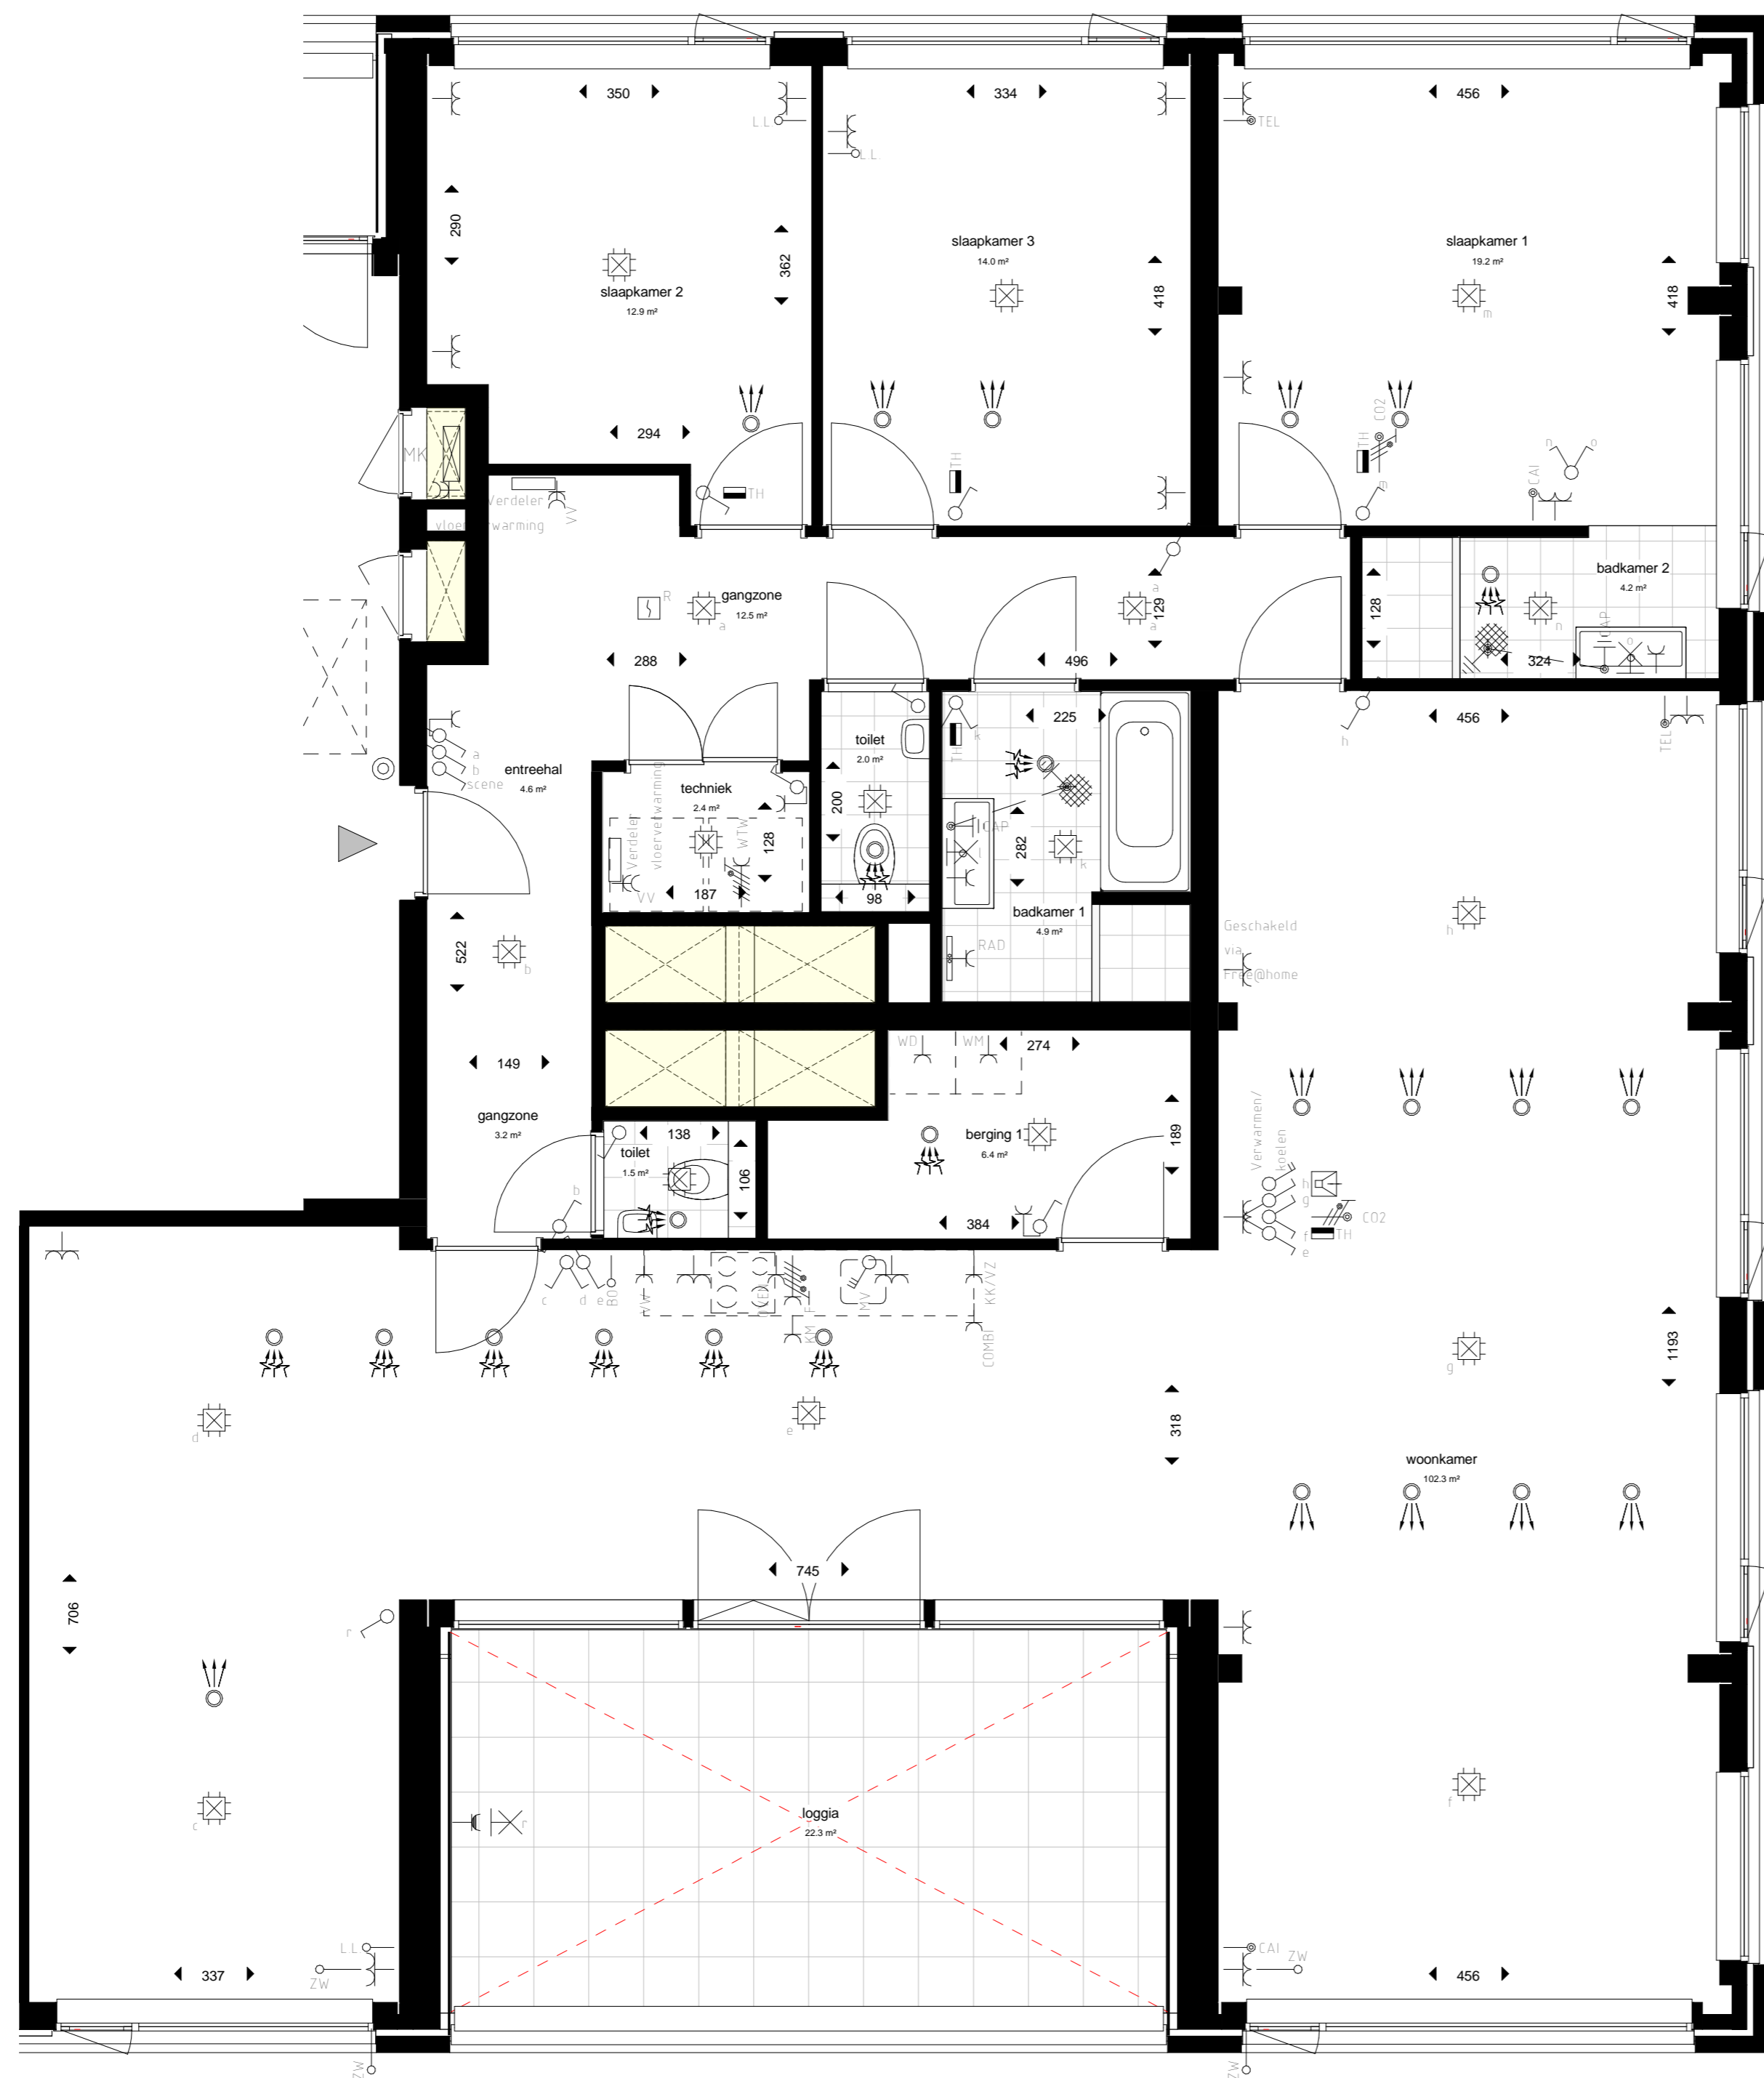 350
334
456
L L
L L
TEL
290
362
418
418
slaapkamer 3
14.0 m²
slaapkamer 1
19.2 m²
slaapkamer 2
12.9 m²
m
294
TH
TH
TH
CO2
m
n
o
CAI
MK
Verdeler
vloerverwarming
VV
gangzone
12.5 m²
R
a
a
a
129
128
badkamer 2
4.2 m²
n
CAP
o
324
288
496
a
b
scene
entreehal
4.6 m²
techniek
2.4 m²
Verdeler
vloerverwarming
WTW
VV
128
187
toilet
2.0 m²
200
98
225
TH
k
CAP
l
282
k
badkamer 1
4.9 m²
RAD
456
h
TEL
h
Geschakeld
via
Free@home
522
b
149
gangzone
3.2 m²
WD
WM
274
189
berging 1
6.4 m²
384
138
toilet
1.5 m²
106
b
Verwarmen/
koelen
h
g
f
e
CO2
TH
c
d
e
BO
VW
KM
F
MV
KK/VZ
COMBI
d
e
318
g
1193
woonkamer
102.3 m²
745
706
r
c
loggia
22.3 m²
r
f
L L
ZW
337
CAI
ZW
456
ZW
ZW